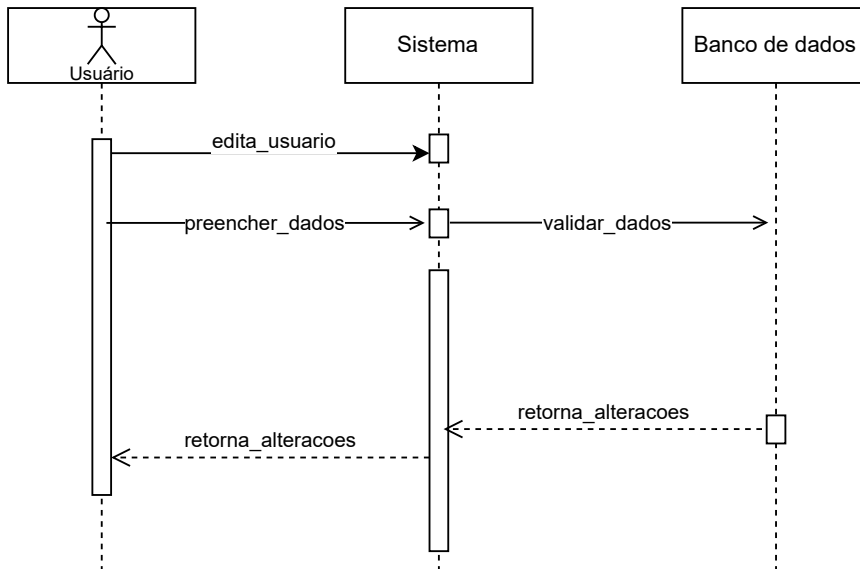 Usuário
Sistema
Banco de dados
edita_usuario
preencher_dados
validar_dados
retorna_alteracoes
retorna_alteracoes